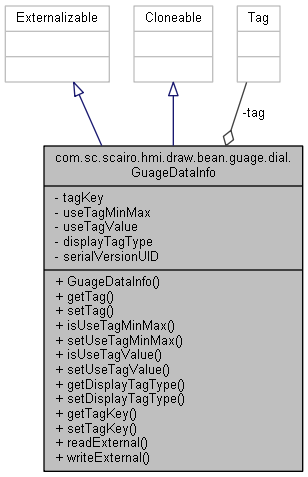 Externalizable
Cloneable
Tag
-tag
com.sc.scairo.hmi.draw.bean.guage.dial.
GuageDataInfo
- tagKey
- useTagMinMax
- useTagValue
- displayTagType
- serialVersionUID
+ GuageDataInfo()
+ getTag()
+ setTag()
+ isUseTagMinMax()
+ setUseTagMinMax()
+ isUseTagValue()
+ setUseTagValue()
+ getDisplayTagType()
+ setDisplayTagType()
+ getTagKey()
+ setTagKey()
+ readExternal()
+ writeExternal()